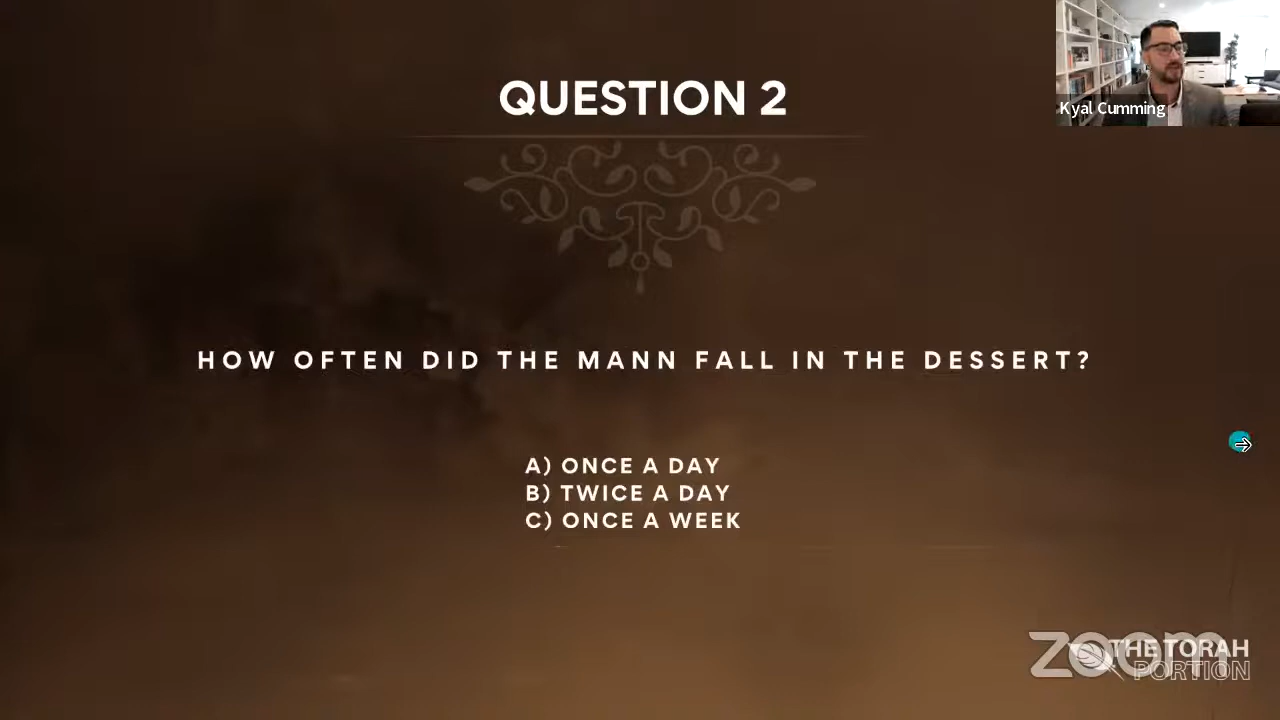 Kyal Cumming
QUESTION 2
HOW OFTEN DID THE MANN FALL IN THE DESSERT?
A) ONCE A DAY
B) TWICE A DAY
C) ONCE A WEEK
zoom
THE TORAH
PORTION